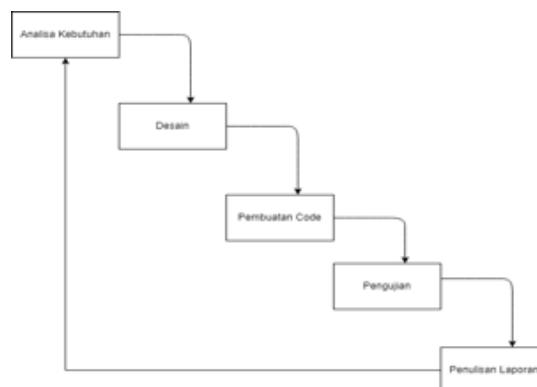 Analisa Kebutuhan
Desain
Pembuatan Code
Pengujian
Penulisan Laporan